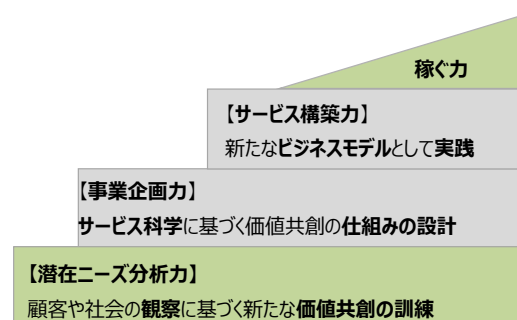 稼ぐ力
【サービス構築力】
新たなビジネスモデルとして実践
【事業企画力】
サービス科学に基づく価値共創の仕組みの設計
【潜在ニーズ分析力】
顧客や社会の観察に基づく新たな価値共創の訓練